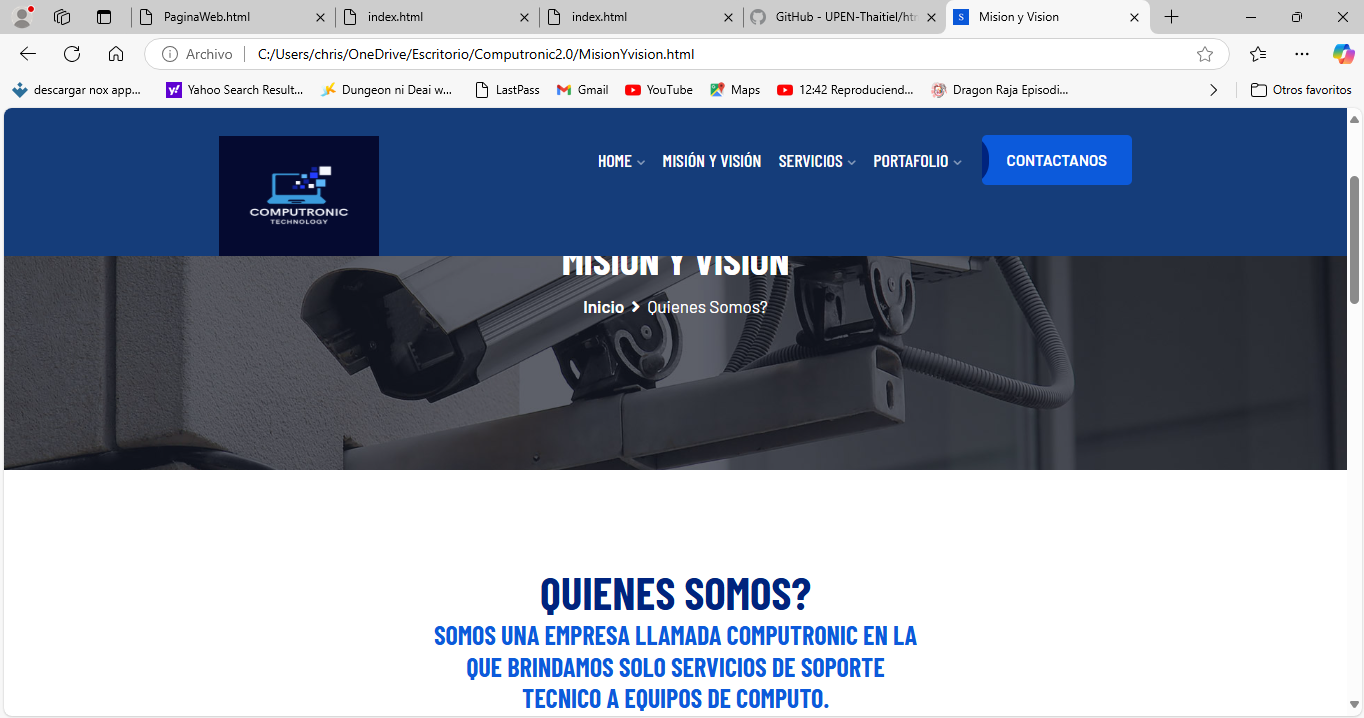 PaginaWeb.html
index.html
index.html
GitHub - UPEN-Thaitiel/htm
Mision y Vision
Archivo
C:/Users/chris/OneDrive/Escritorio/Computronic2.0/MisionYvision.html
descargar nox app...
Yahoo Search Result...
Dungeon ni Deai w...
LastPass
Gmail
YouTube
Maps
12:42 Reproduciend...
Dragon Raja Episodi...
Otros favoritos
COMPUTRONIC
TECHNOLOGY
HOME
MISIÓN Y VISIÓN
SERVICIOS
PORTAFOLIO
CONTACTANOS
MISION Y VISION
Inicio > Quienes Somos?
QUIENES SOMOS?
SOMOS UNA EMPRESA LLAMADA COMPUTRONIC EN LA
QUE BRINDAMOS SOLO SERVICIOS DE SOPORTE
TECNICO A EQUIPOS DE COMPUTO.